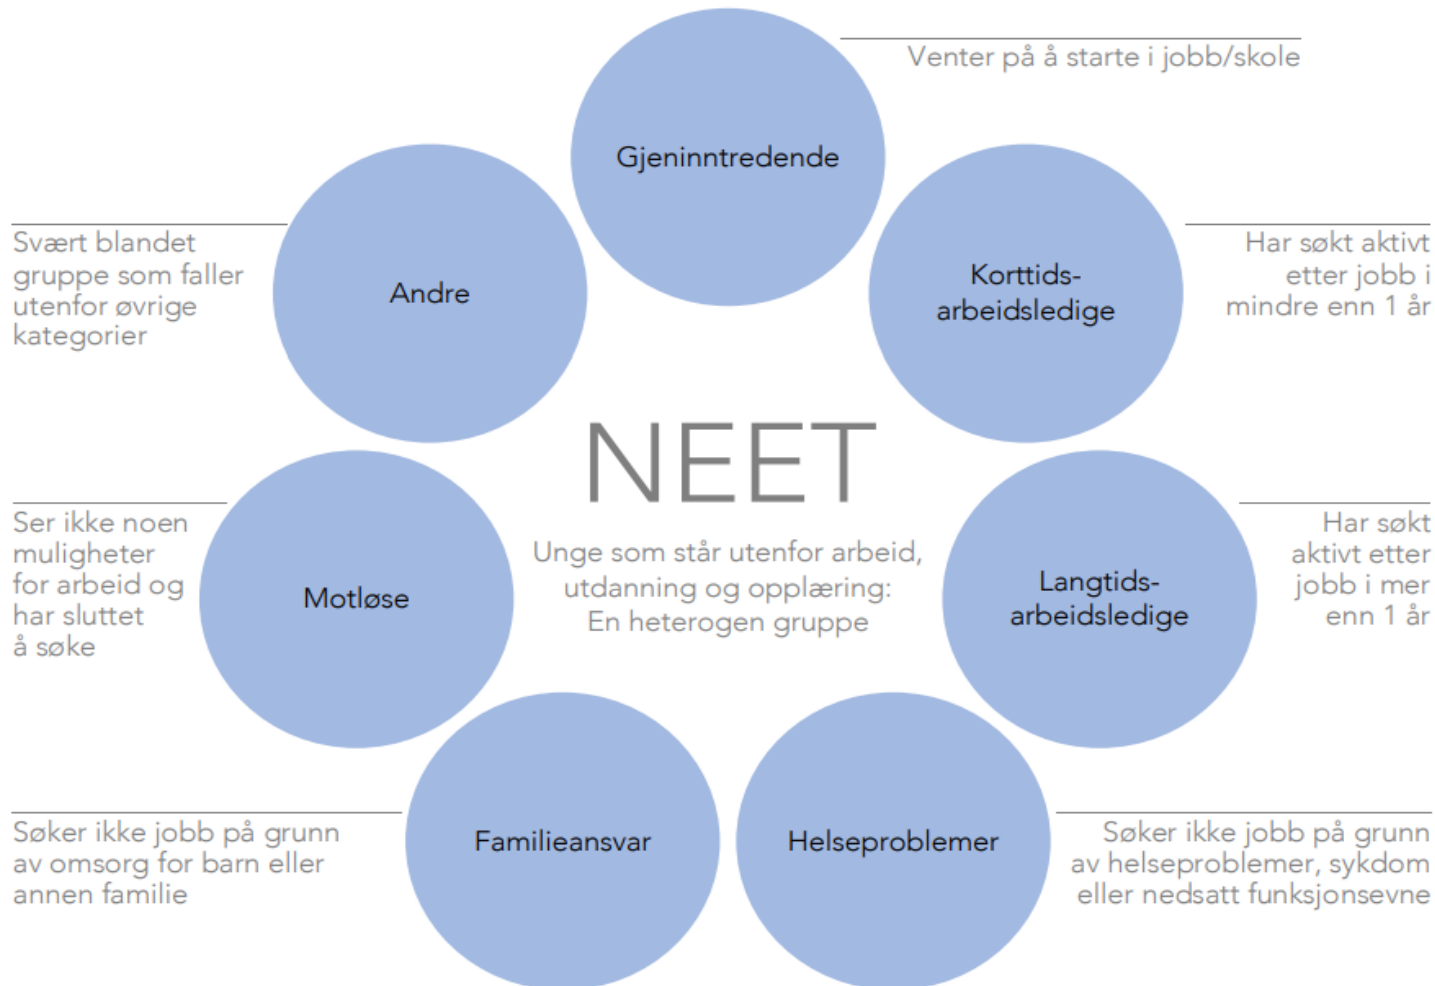 Venter på å starte i jobb/skole
Gjeninntredende
Svært blandet
gruppe som faller
utenfor øvrige
kategorier
Andre
Korttids-
arbeidsledige
Har søkt aktivt
etter jobb i
mindre enn 1 år
NEET
Unge som står utenfor arbeid,
utdanning og opplæring:
En heterogen gruppe
Ser ikke noen
muligheter
for arbeid og
har sluttet
å søke
Motløse
Langtids-
arbeidsledige
Har søkt
aktivt etter
jobb i mer
enn 1 år
Søker ikke jobb på grunn
av omsorg for barn eller
annen familie
Familieansvar
Helseproblemer
Søker ikke jobb på grunn
av helseproblemer, sykdom
eller nedsatt funksjonsevne